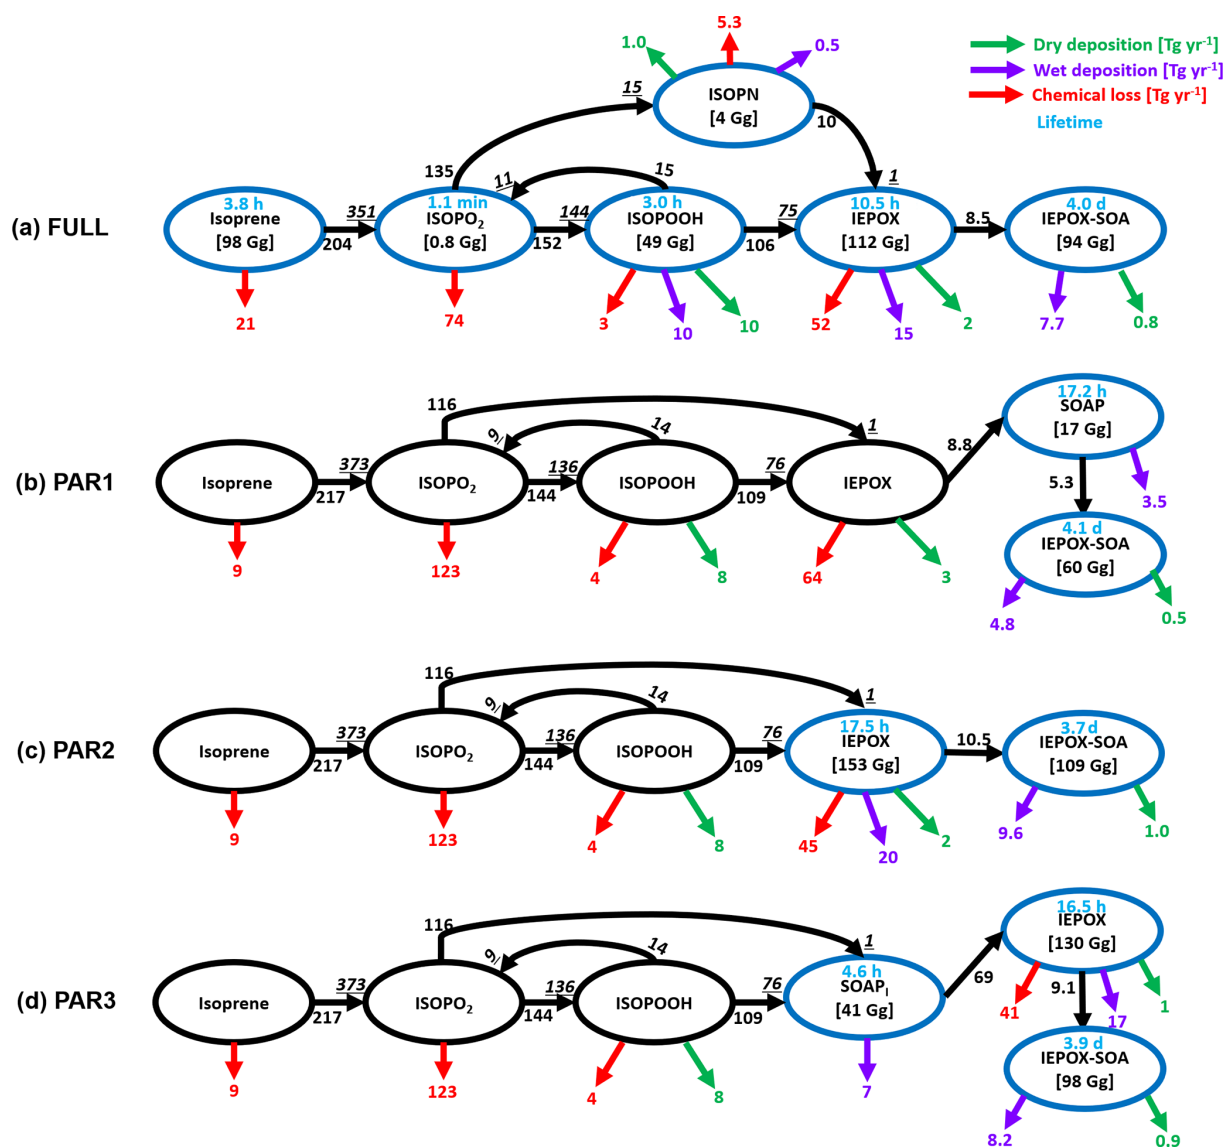 5.3
1.0
0.5
Dry deposition [Tg yr-1]
Wet deposition [Tg yr-1]
Chemical loss [Tg yr-1]
Lifetime
15
ISOPN
[4 Gg]
10
135
11
15
1
(a) FULL
3.8 h
Isoprene
[98 Gg]
351
204
1.1 min
ISOPO2
[0.8 Gg]
144
152
3.0 h
ISOPOOH
[49 Gg]
75
106
10.5 h
IEPOX
[112 Gg]
8.5
4.0 d
IEPOX-SOA
[94 Gg]
21
74
3
10
10
52
15
2
7.7
0.8
(b) PAR1
116
9
14
1
Isoprene
373
217
ISOPO2
136
144
ISOPOOH
76
109
IEPOX
8.8
17.2 h
SOAP
[17 Gg]
3.5
5.3
4.1 d
IEPOX-SOA
[60 Gg]
9
123
4
8
64
3
4.8
0.5
(c) PAR2
116
9
14
1
Isoprene
373
217
ISOPO2
136
144
ISOPOOH
76
109
17.5 h
IEPOX
[153 Gg]
10.5
3.7 d
IEPOX-SOA
[109 Gg]
9
123
4
8
45
20
2
9.6
1.0
(d) PAR3
116
9
14
1
Isoprene
373
217
ISOPO2
136
144
ISOPOOH
76
109
4.6 h
SOAPI
[41 Gg]
69
16.5 h
IEPOX
[130 Gg]
41
9.1
17
1
3.9 d
IEPOX-SOA
[98 Gg]
9
123
4
8
7
8.2
0.9